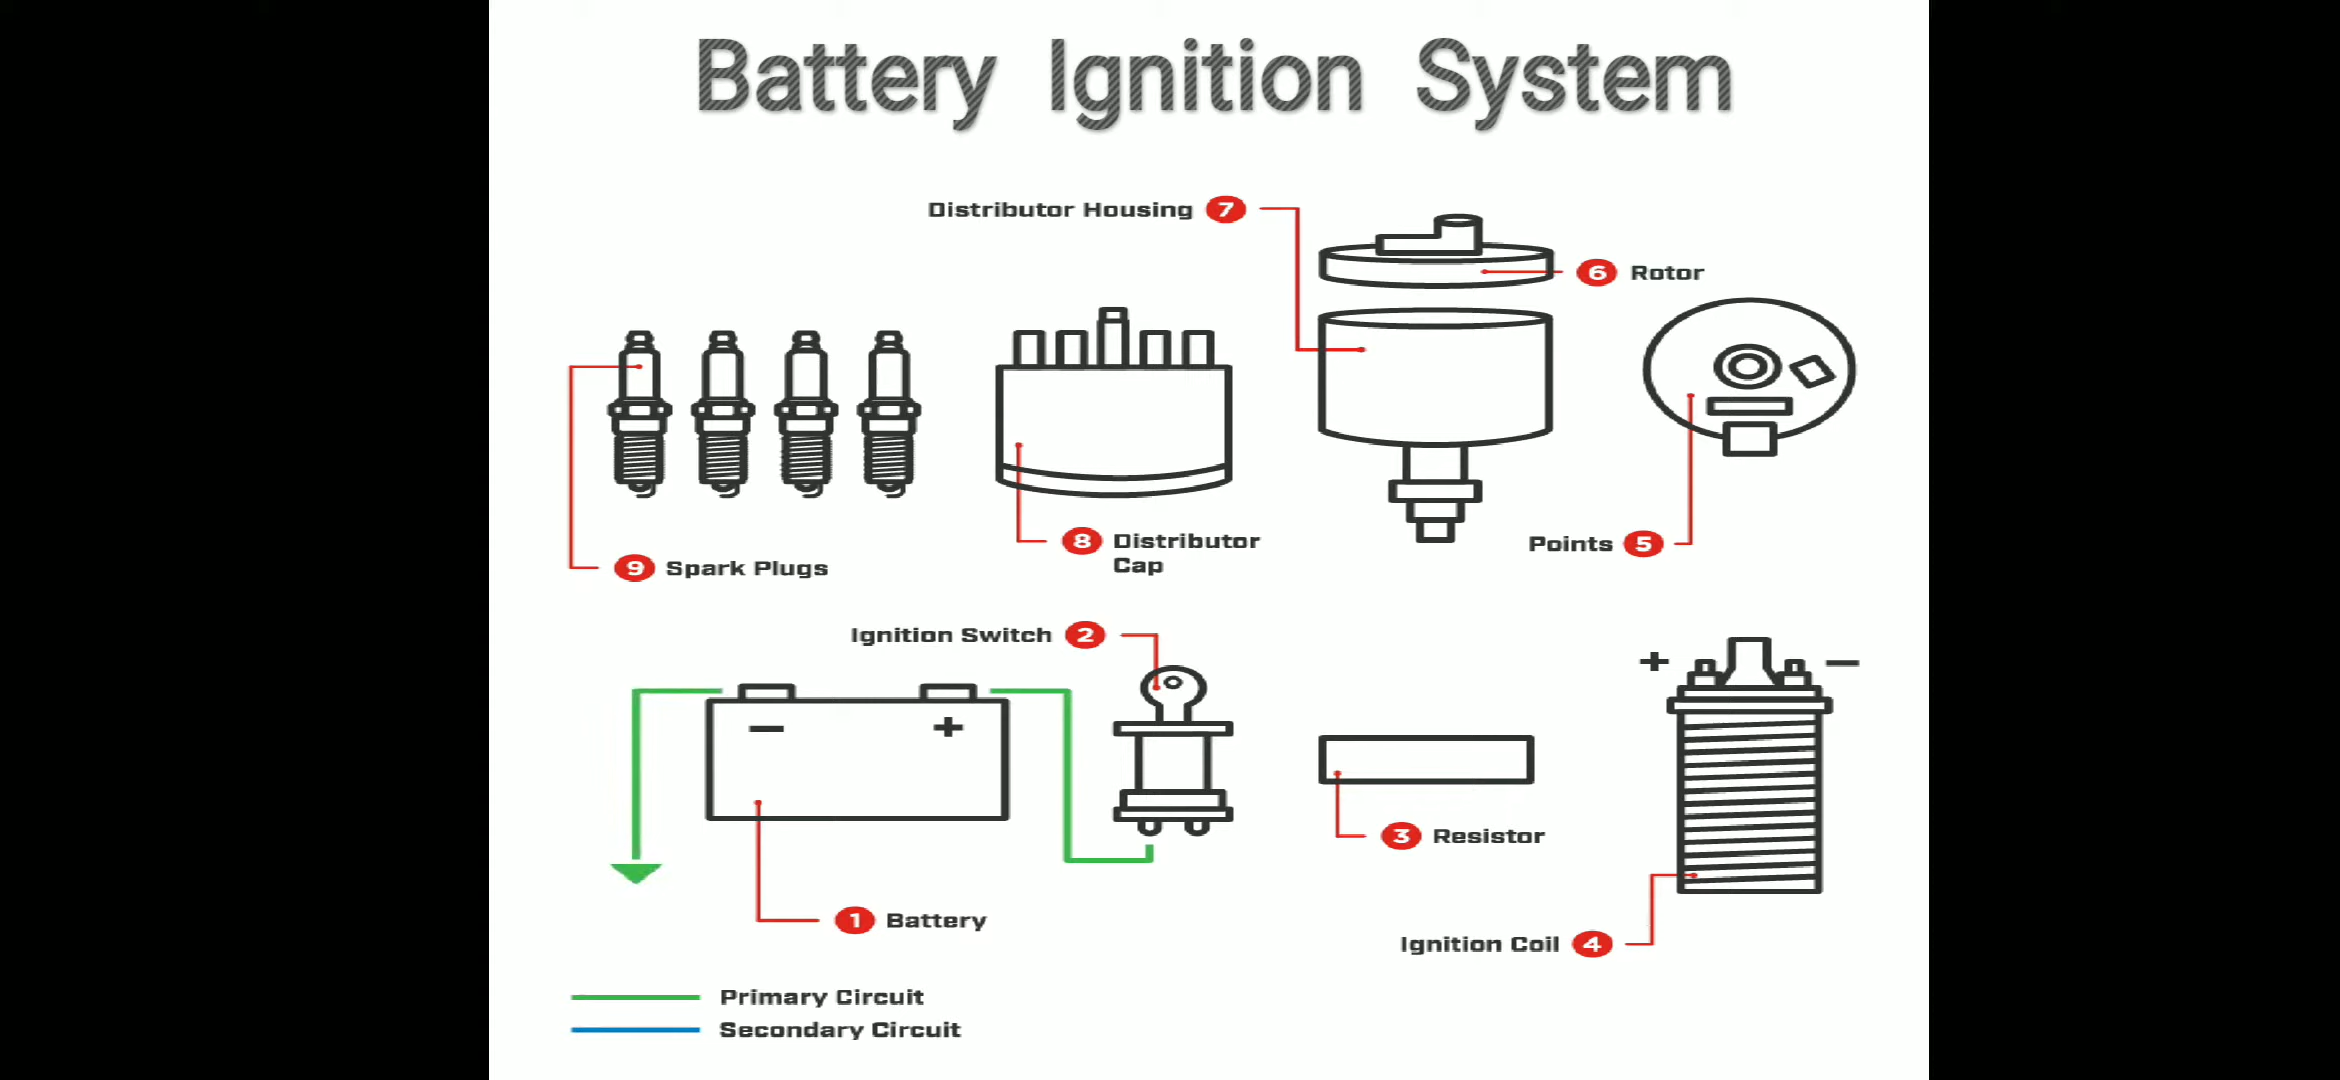 Battery Ignition System
Distributor Housing 7
6 Rotor
9 Spark Plugs
8 Distributor
Cap
Points 5
Ignition Switch 2
+ −
− +
3 Resistor
1 Battery
Ignition Coil 4
Primary Circuit
Secondary Circuit